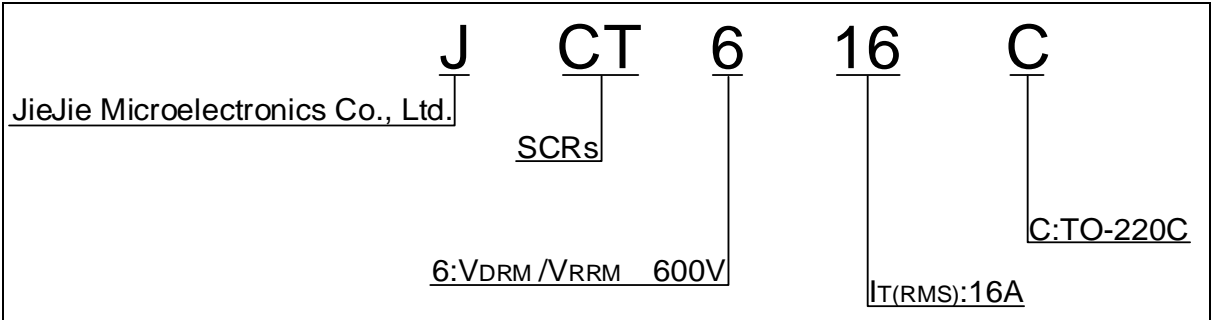 J CT 6 16 C
JieJie Microelectronics Co., Ltd.
SCRs
C:TO-220C
6:VDRM /VRRM 600V
IT(RMS):16A